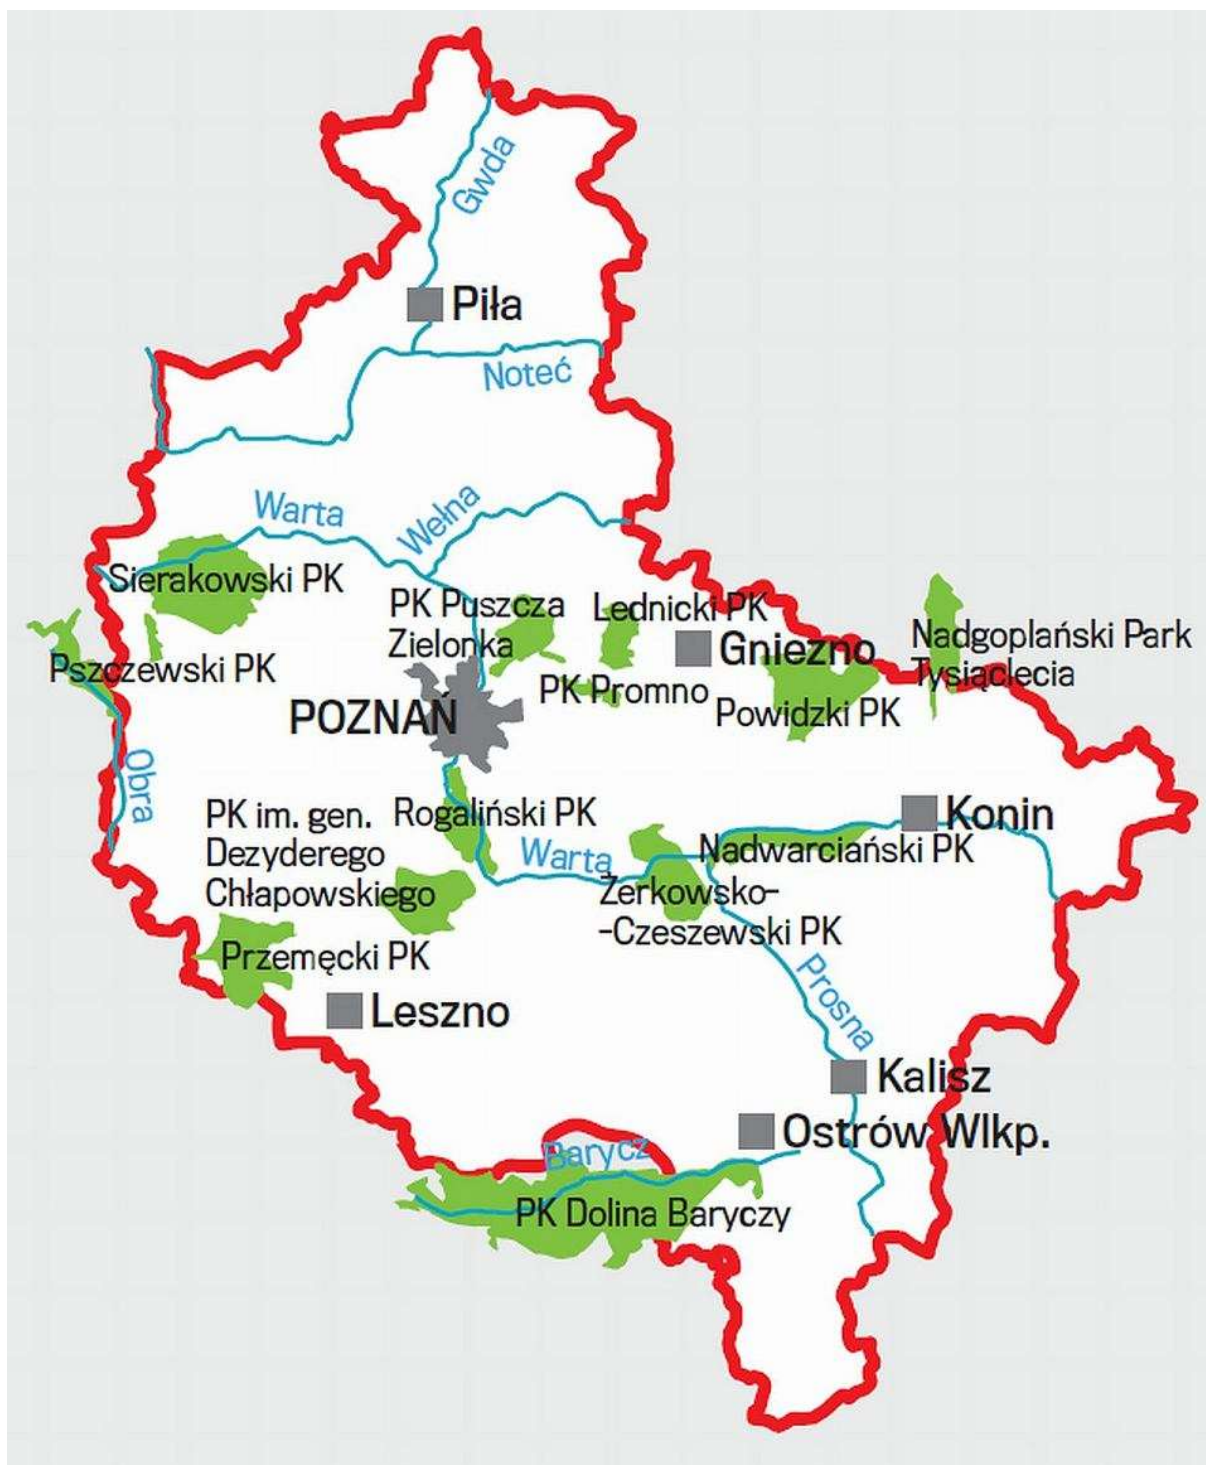 Gwda
Piła
Noteć
Warta
Wełna
Sierakowski PK
PK Puszcza
Zielonka
Lednicki PK
Gniezno
Nadgoplański Park
Tysiąclecia
Pszczewski PK
PK Promno
Powidzki PK
POZNAŃ
Obra
PK im. gen.
Dezyderego
Chłapowskiego
Rogaliński PK
Konin
Warta
Nadwarciański PK
Żerkowsko-
-Czeszewski PK
Przemęcki PK
Prosna
Leszno
Kalisz
Ostrów Wlkp.
Barycz
PK Dolina Baryczy